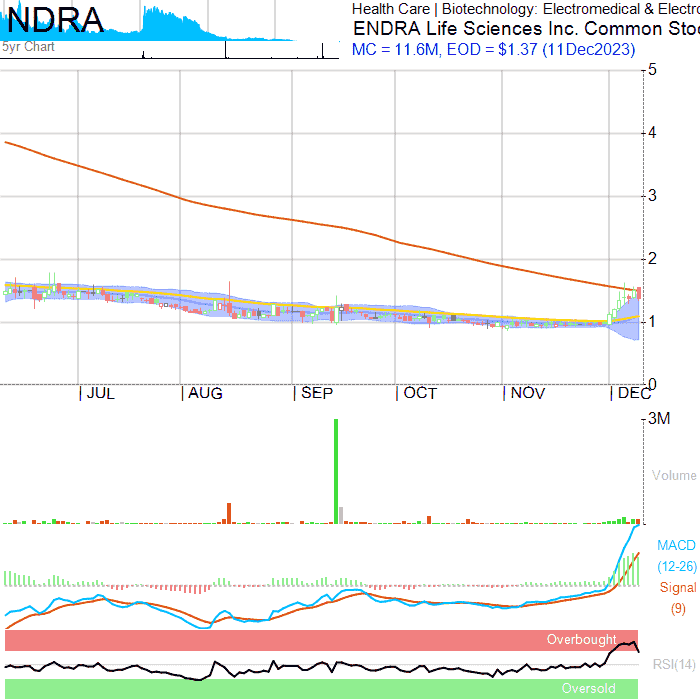 NDRA
5yr Chart
Health Care | Biotechnology: Electromedical & Electro
ENDRA Life Sciences Inc. Common Stoc
MC = 11.6M, EOD = $1.37 (11Dec2023)
5
4
3
2
1
0
JUL
AUG
SEP
OCT
NOV
DEC
3M
Volume
MACD
(12-26)
Signal
(9)
Overbought
RSI(14)
Oversold